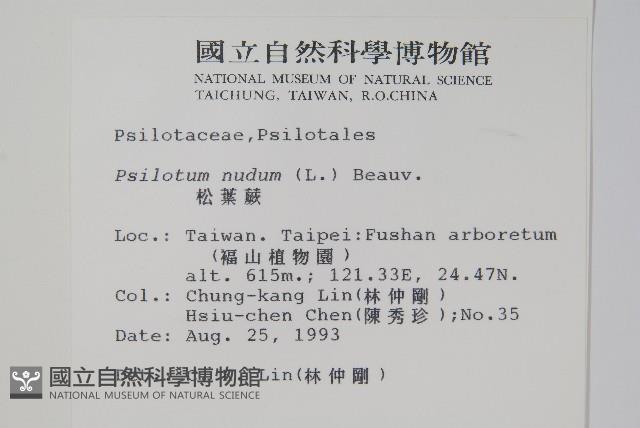 國立自然科學博物館
NATIONAL MUSEUM OF NATURAL SCIENCE
TAICHUNG, TAIWAN, R.O.CHINA
Psilotaceae,Psilotales
Psilotum nudum (L.) Beauv.
松葉蕨
Loc.: Taiwan. Taipei:Fushan arboretum
(福山植物園)
alt. 615m.; 121.33E, 24.47N.
Col.: Chung-kang Lin(林仲剛)
Hsiu-chen Chen(陳秀珍);No.35
Date: Aug. 25, 1993
Lin(林仲剛)
國立自然科學博物館
NATIONAL MUSEUM OF NATURAL SCIENCE